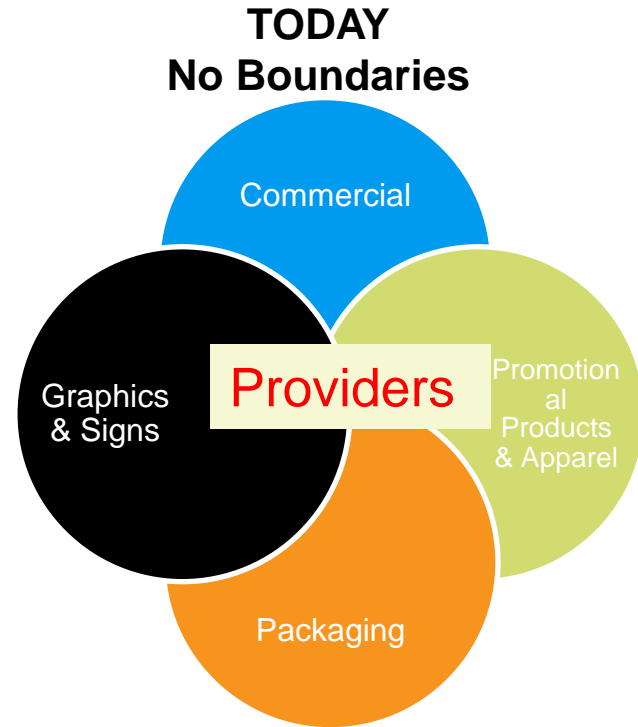 TODAY
No Boundaries
Commercial
Graphics
& Signs
Providers
Promotion
al
Products
& Apparel
Packaging